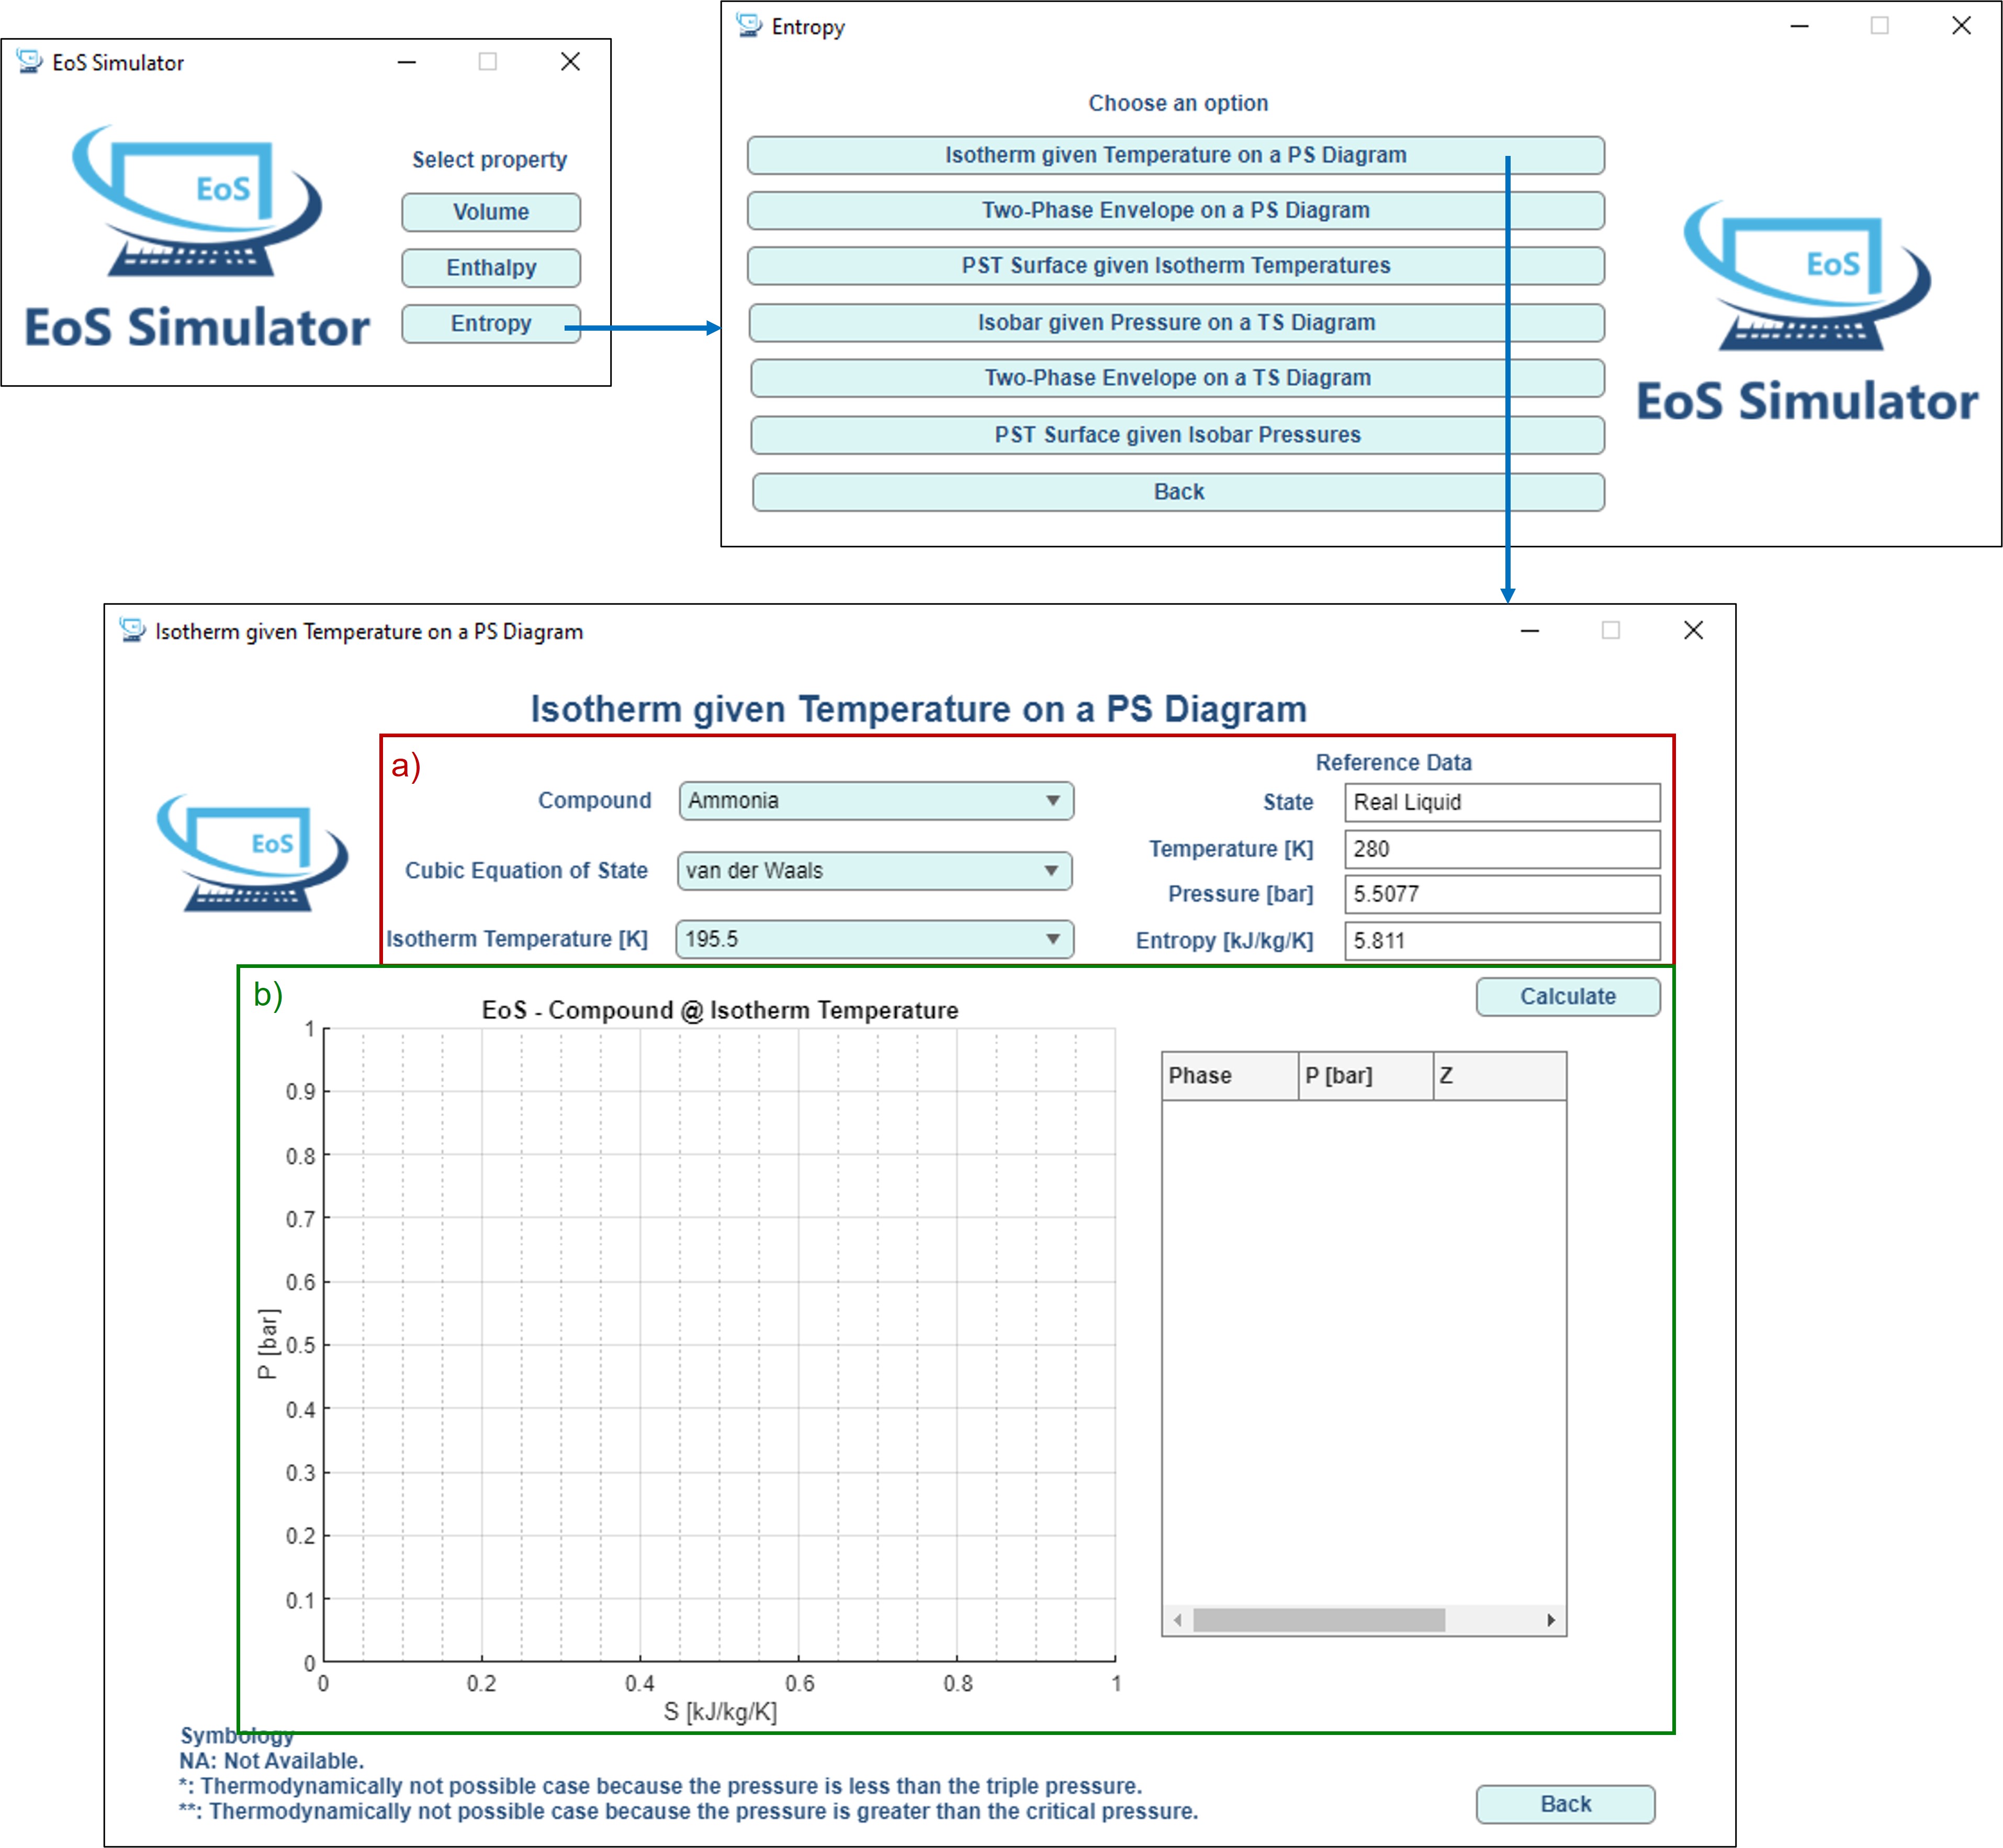 EoS Simulator
EoS
EoS Simulator
Select property
Volume
Enthalpy
Entropy
Entropy
Choose an option
Isotherm given Temperature on a PS Diagram
Two-Phase Envelope on a PS Diagram
PST Surface given Isotherm Temperatures
Isobar given Pressure on a TS Diagram
Two-Phase Envelope on a TS Diagram
PST Surface given Isobar Pressures
Back
EoS
EoS Simulator
Isotherm given Temperature on a PS Diagram
Isotherm given Temperature on a PS Diagram
EoS
a)
Compound Ammonia
Cubic Equation of State van der Waals
Isotherm Temperature [K] 195.5
Reference Data
State Real Liquid
Temperature [K] 280
Pressure [bar] 5.5077
Entropy [kJ/kg/K] 5.811
b)
Calculate
EoS - Compound @ Isotherm Temperature
1
0.9
0.8
0.7
0.6
0.5
0.4
0.3
0.2
0.1
0
P [bar]
0 0.2 0.4 0.6 0.8 1
S [kJ/kg/K]
Phase P [bar] Z
Symbology
NA: Not Available.
*: Thermodynamically not possible case because the pressure is less than the triple pressure.
**: Thermodynamically not possible case because the pressure is greater than the critical pressure.
Back